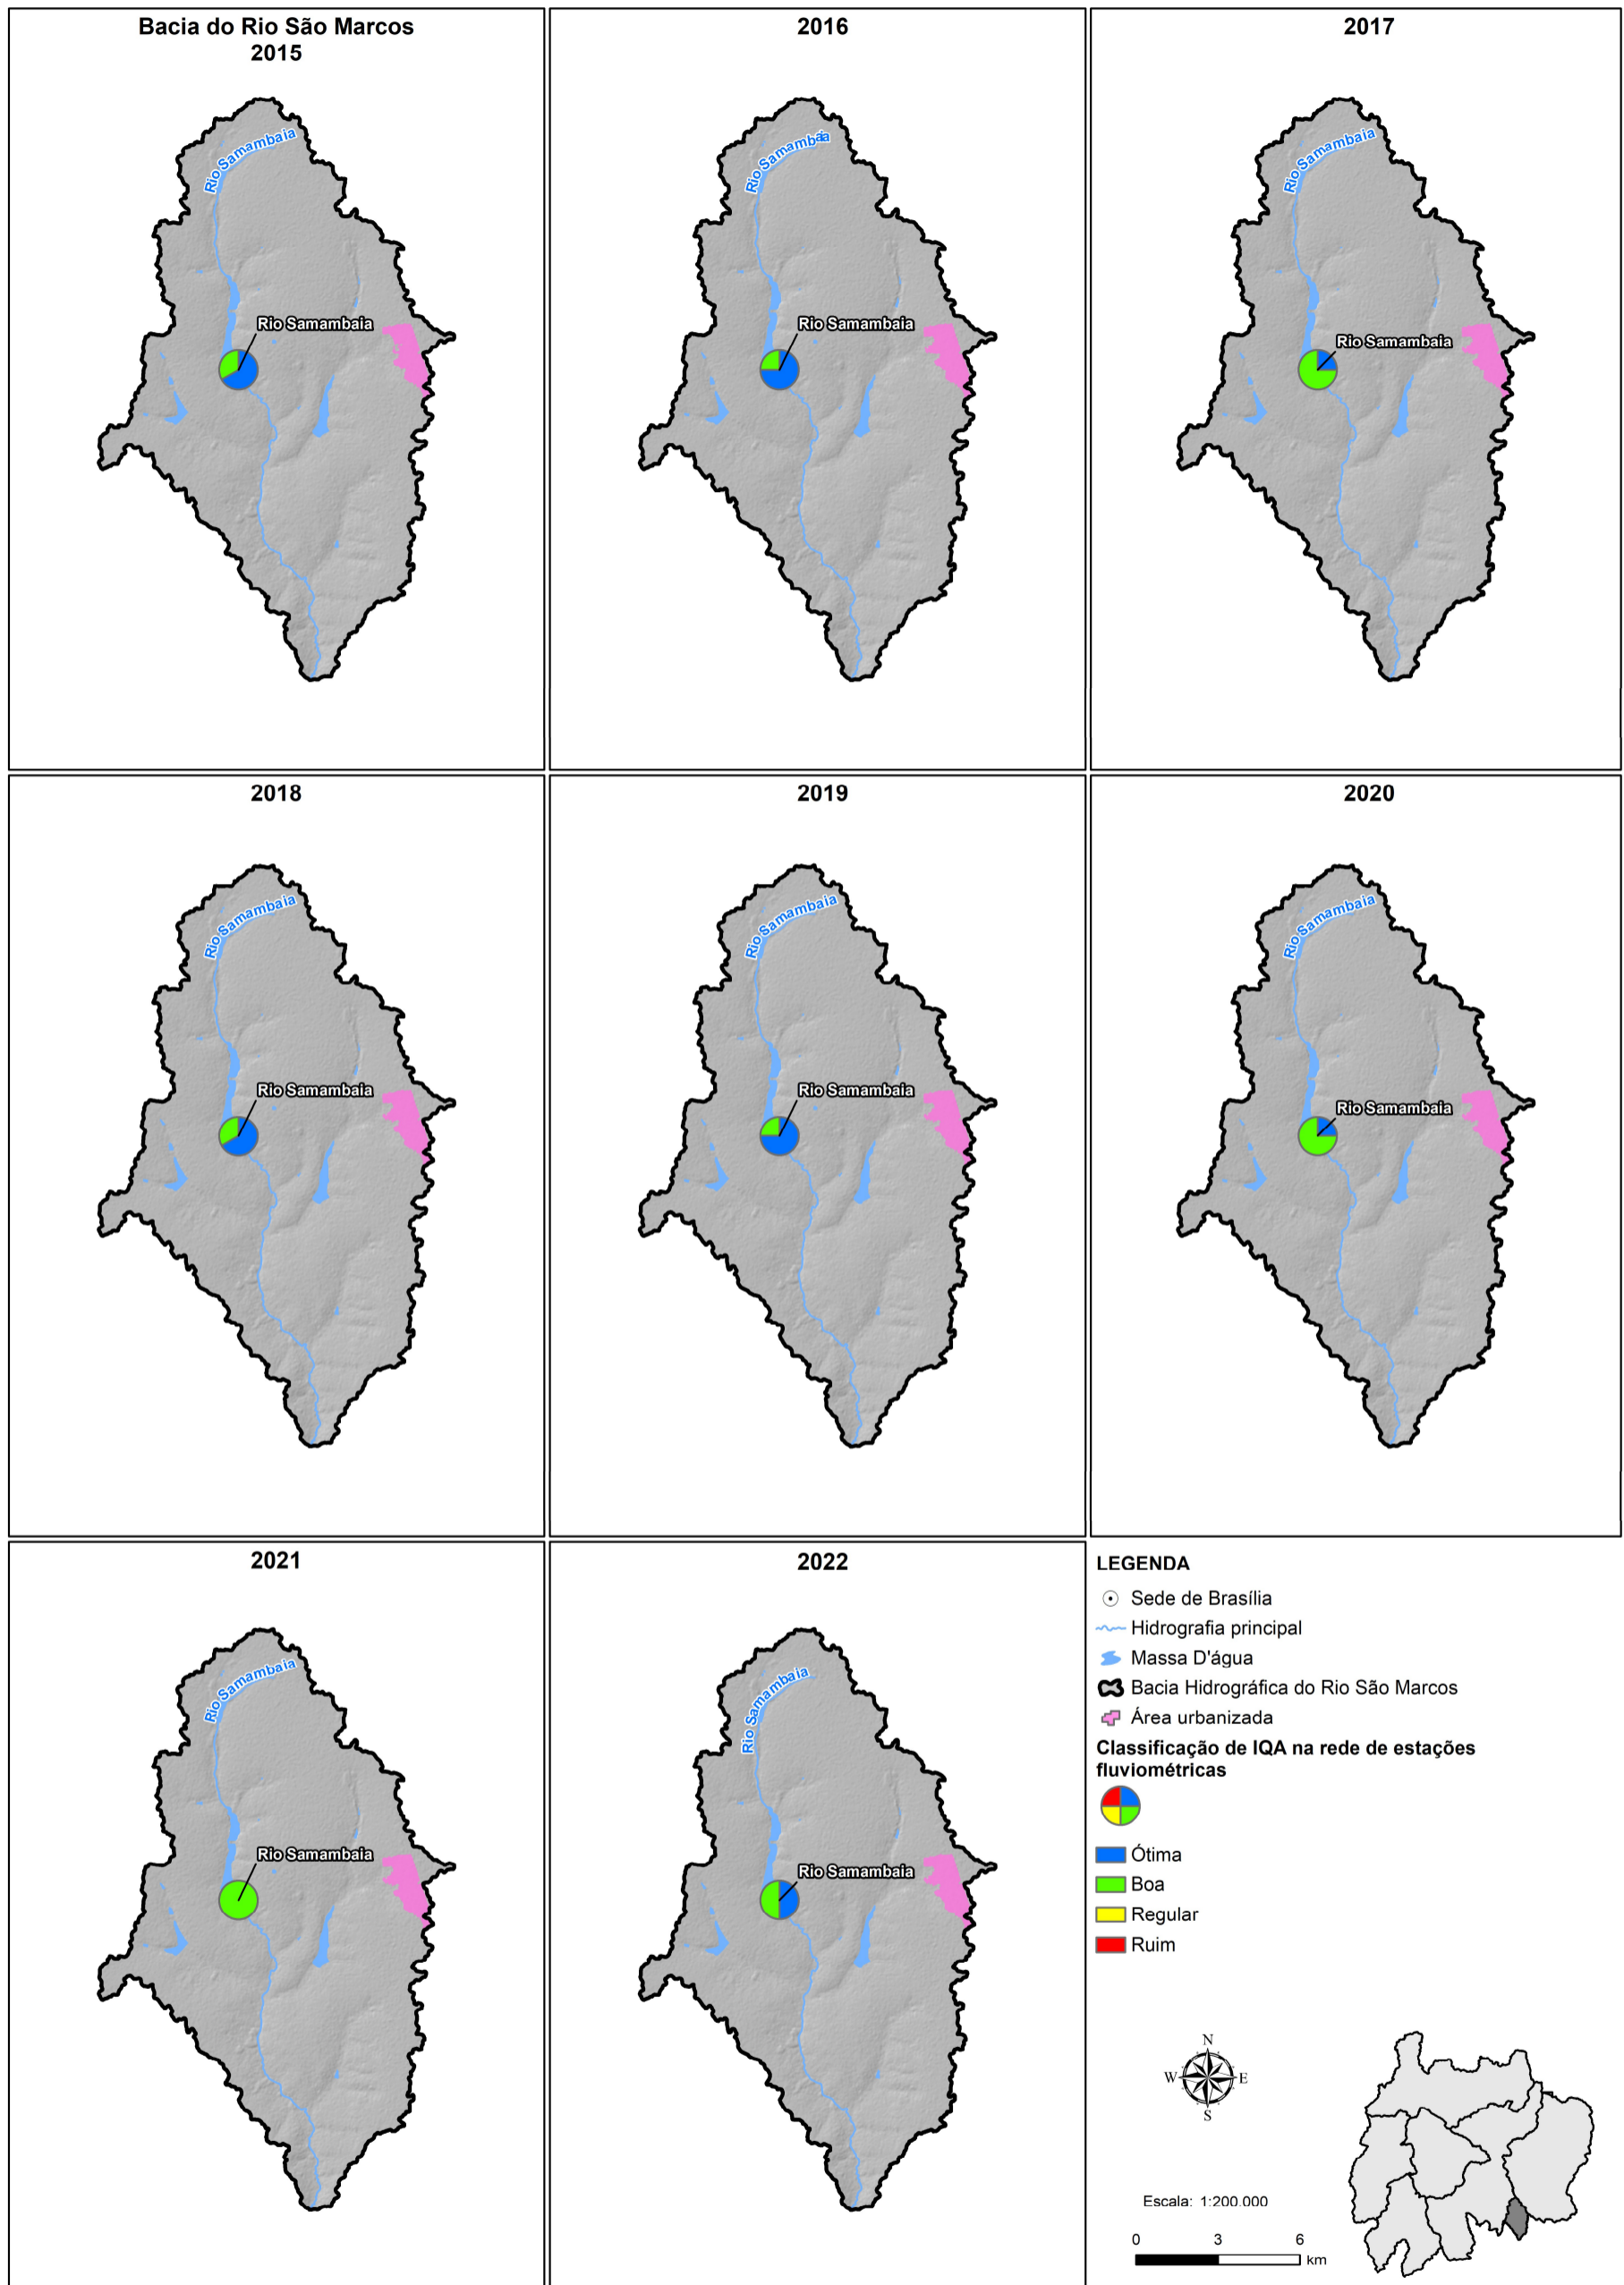 Bacia do Rio São Marcos
2015
Rio Samambaia
Rio Samambaia
2016
Rio Samambaia
Rio Samambaia
2017
Rio Samambaia
Rio Samambaia
2018
Rio Samambaia
Rio Samambaia
2019
Rio Samambaia
Rio Samambaia
2020
Rio Samambaia
Rio Samambaia
2021
Rio Samambaia
Rio Samambaia
2022
Rio Samambaia
Rio Samambaia
LEGENDA
Sede de Brasília
Hidrografia principal
Massa D'água
Bacia Hidrográfica do Rio São Marcos
Área urbanizada
Classificação de IQA na rede de estações
fluviométricas
Ótima
Boa
Regular
Ruim
N
W E
S
Escala: 1:200.000
0 3 6
km